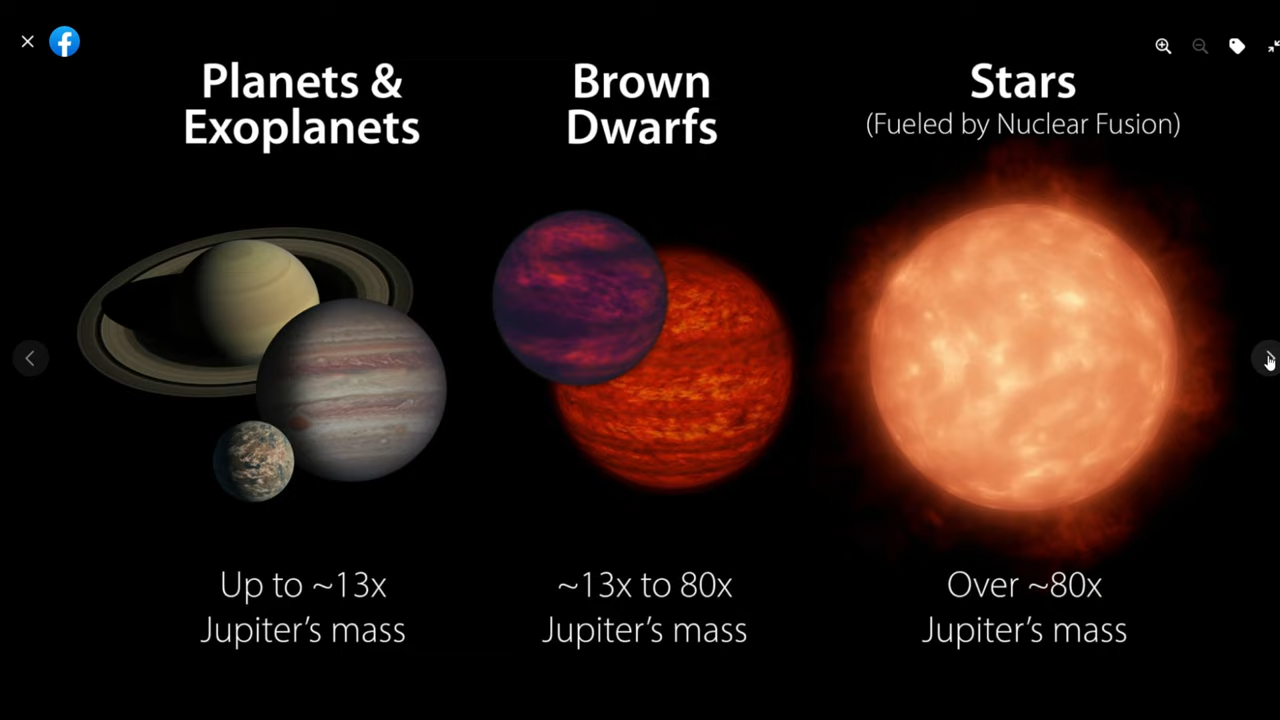 Planets &
Exoplanets
Up to ~13x
Jupiter's mass
Brown
Dwarfs
~13x to 80x
Jupiter's mass
Stars
(Fueled by Nuclear Fusion)
Over ~80x
Jupiter's mass